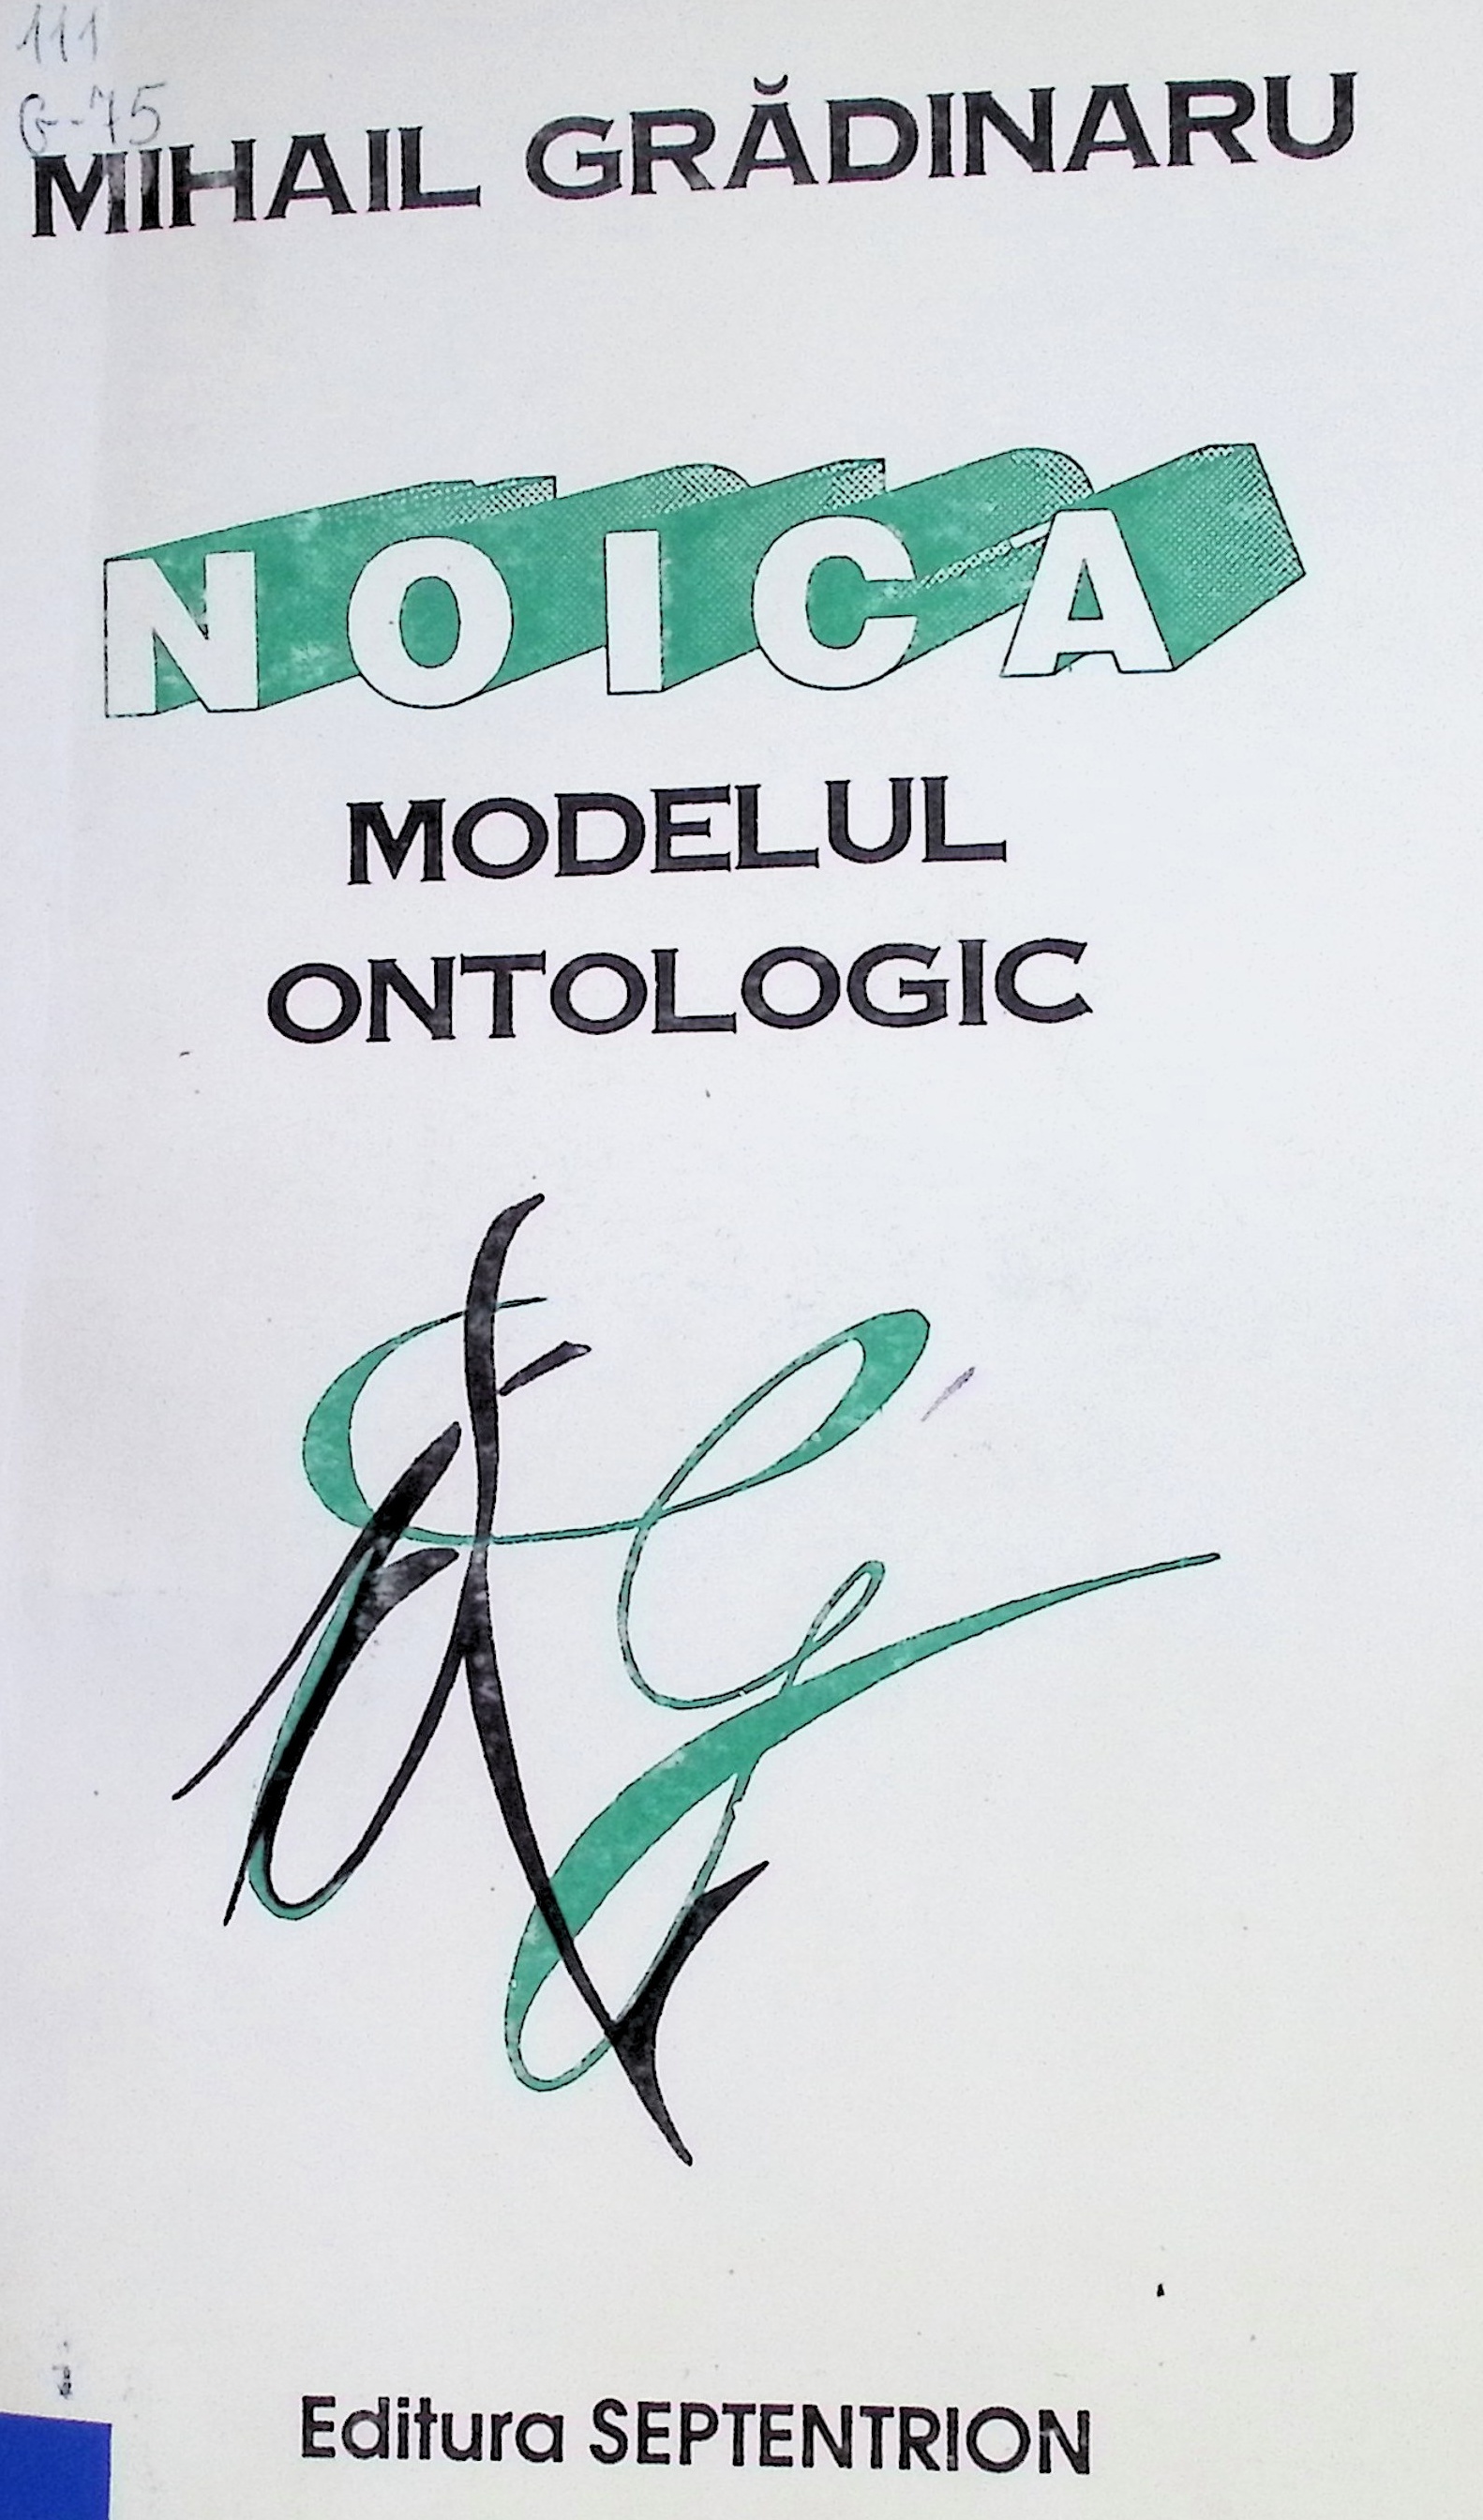 111
G-75
MIHAIL GRĂDINARU
NOICA
MODELUL
ONTOLOGIC
Editura SEPTENTRION